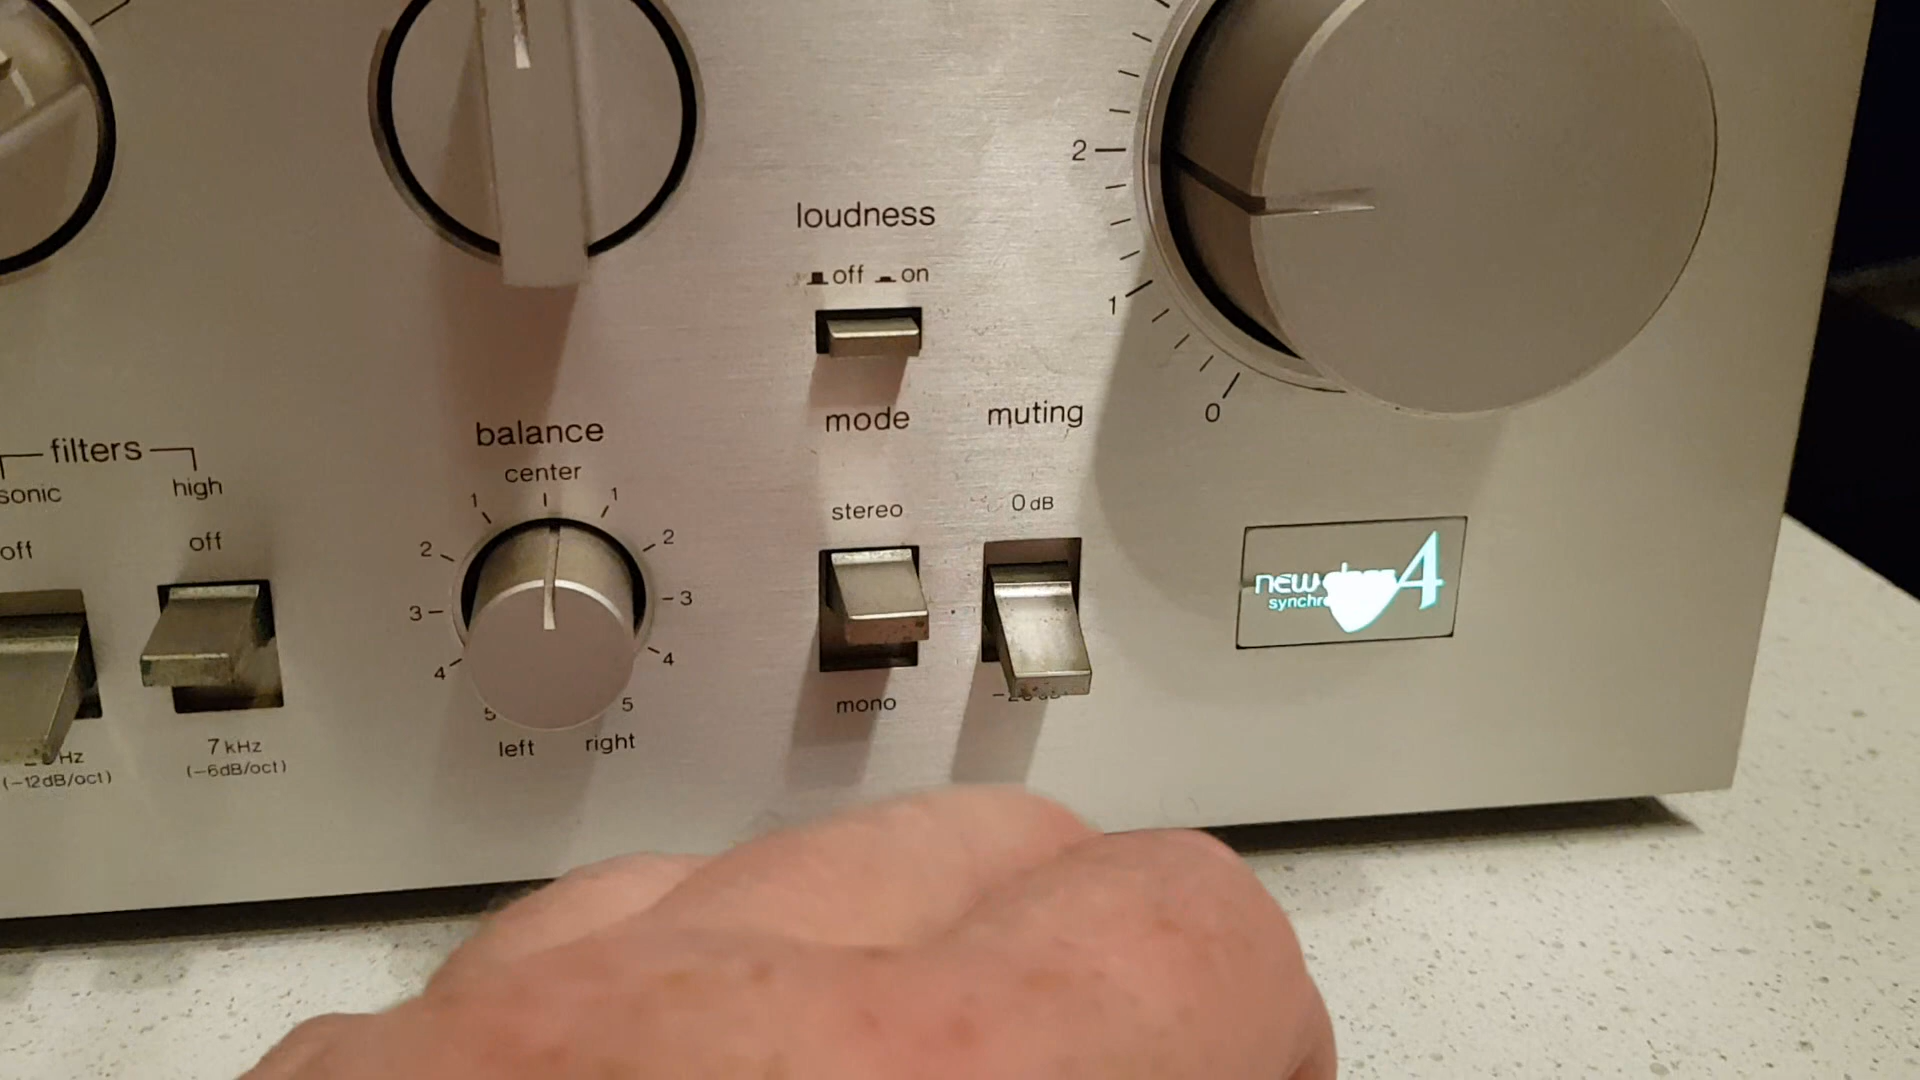 2
loudness
off on
1
0
mode
muting
filters
sonic
high
balance
center
1 1
stereo
0 dB
off
off
2 2
3 3
new A
synchro
4 4
5 5
mono
left right
Hz
(-12dB/oct)
7 kHz
(-6dB/oct)